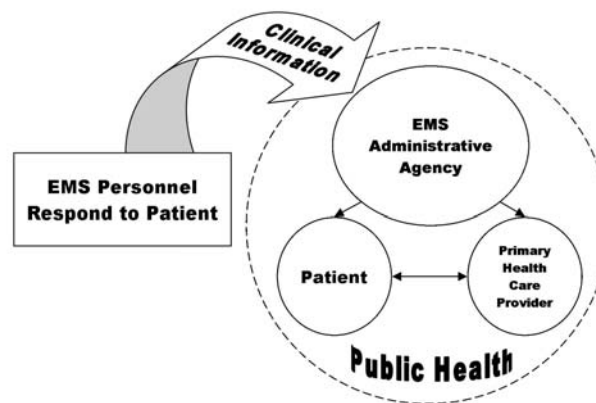 Clinical
Information
EMS Personnel
Respond to Patient
EMS
Administrative
Agency
Patient
Primary
Health
Care
Provider
Public Health